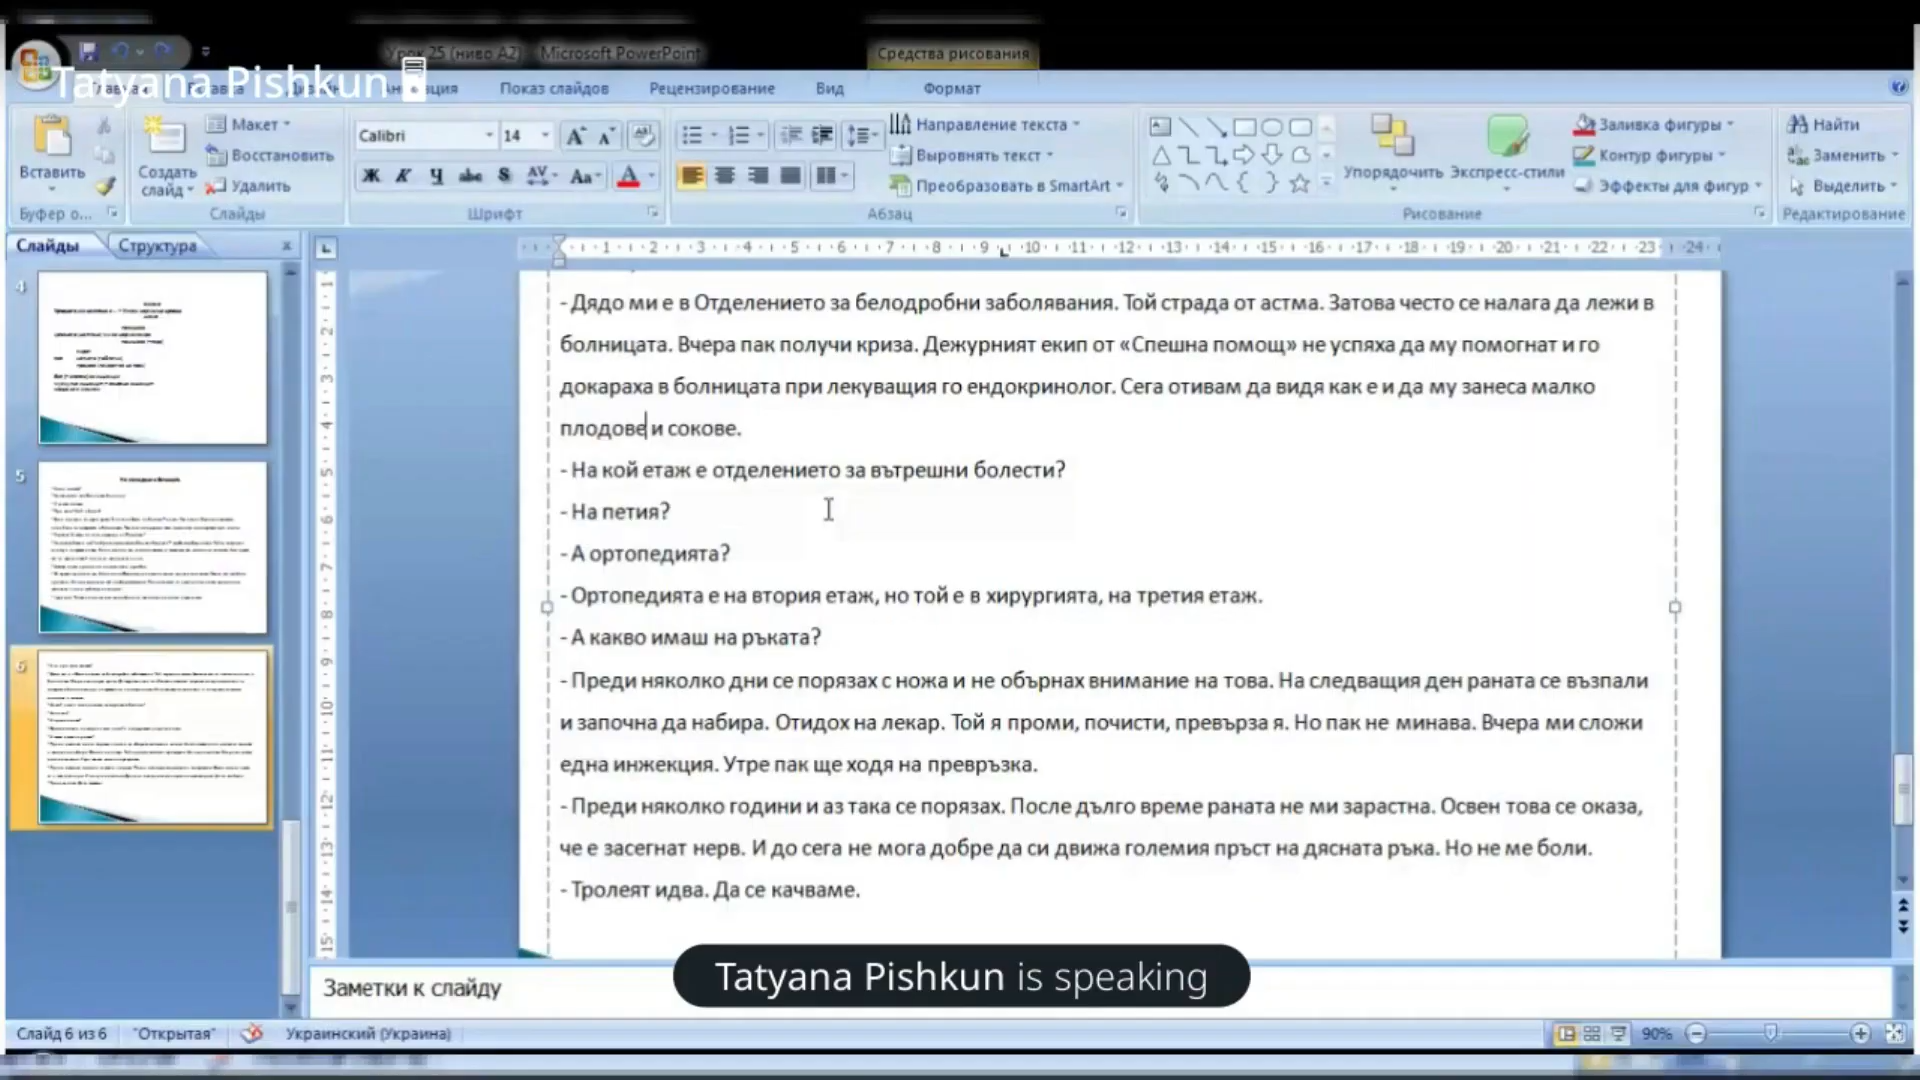 Урок 25 (ниво А2) - Microsoft PowerPoint
Средства рисования
Tatyana Pishkun
Показ слайдов Рецензирование Вид Формат
Вставить
Буфер о...
Создать слайд
Макет
Восстановить
Удалить
Слайды
Calibri 14
Шрифт
Направление текста
Выровнять текст
Преобразовать в SmartArt
Абзац
Упорядочить
Экспресс-стили
Заливка фигуры
Контур фигуры
Эффекты для фигур
Рисование
Найти
Заменить
Выделить
Редактирование
Слайды Структура
4
5
6
- Дядо ми е в Отделението за белодробни заболявания. Той страда от астма. Затова често се налага да лежи в
болницата. Вчера пак получи криза. Дежурният екип от «Спешна помощ» не успяха да му помогнат и го
докараха в болницата при лекуващия го ендокринолог. Сега отивам да видя как е и да му занеса малко
плодове и сокове.
- На кой етаж е отделението за вътрешни болести?
- На петия?
- А ортопедията?
- Ортопедията е на втория етаж, но той е в хирургията, на третия етаж.
- А какво имаш на ръката?
- Преди няколко дни се порязах с ножа и не обърнах внимание на това. На следващия ден раната се възпали
и започна да набира. Отидох на лекар. Той я проми, почисти, превърза я. Но пак не минава. Вчера ми сложи
една инжекция. Утре пак ще ходя на превръзка.
- Преди няколко години и аз така се порязах. После дълго време раната не ми зарастна. Освен това се оказа,
че е засегнат нерв. И до сега не мога добре да си движа големия пръст на дясната ръка. Но не ме боли.
- Тролеят идва. Да се качваме.
Заметки к слайду
Tatyana Pishkun is speaking
Слайд 6 из 6 "Открытая" Украинский (Украина) 90%